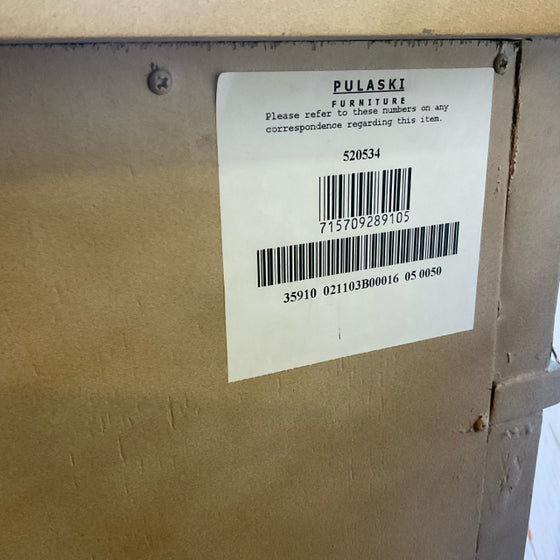 PULASKI
FURNITURE
Please refer to these numbers on any
correspondence regarding this item.
520534
715709289105
35910 021103B00016 05 0050